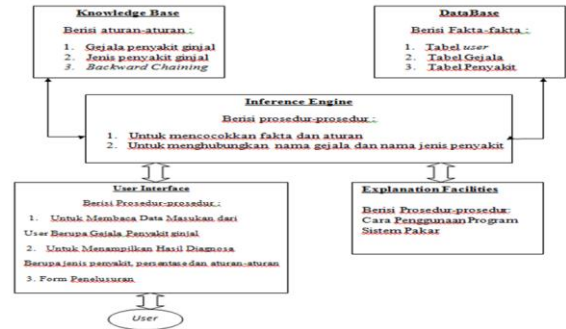 Knowledge Base
Berisi aturan-aturan :
1. Gejala penyakit ginjal
2. Jenis penyakit ginjal
3. Backward Chaining
DataBase
Berisi Fakta-fakta :
1. Tabel user
2. Tabel Gejala
3. Tabel Penyakit
Inference Engine
Berisi prosedur-prosedur :
1. Untuk mencocokkan fakta dan aturan
2. Untuk menghubungkan nama gejala dan nama jenis penyakit
User Interface
Berisi Prosedur-prosedur :
1. Untuk Membaca Data Masukan dari
User Berupa Gejala Penyakit ginjal
2. Untuk Menampilkan Hasil Diagnosa
Berupa jenis penyakit, persentase dan aturan-aturan
3. Form Penelusuran
Explanation Facilities
Berisi Prosedur-prosedur:
Cara Penggunaan Program
Sistem Pakar
User